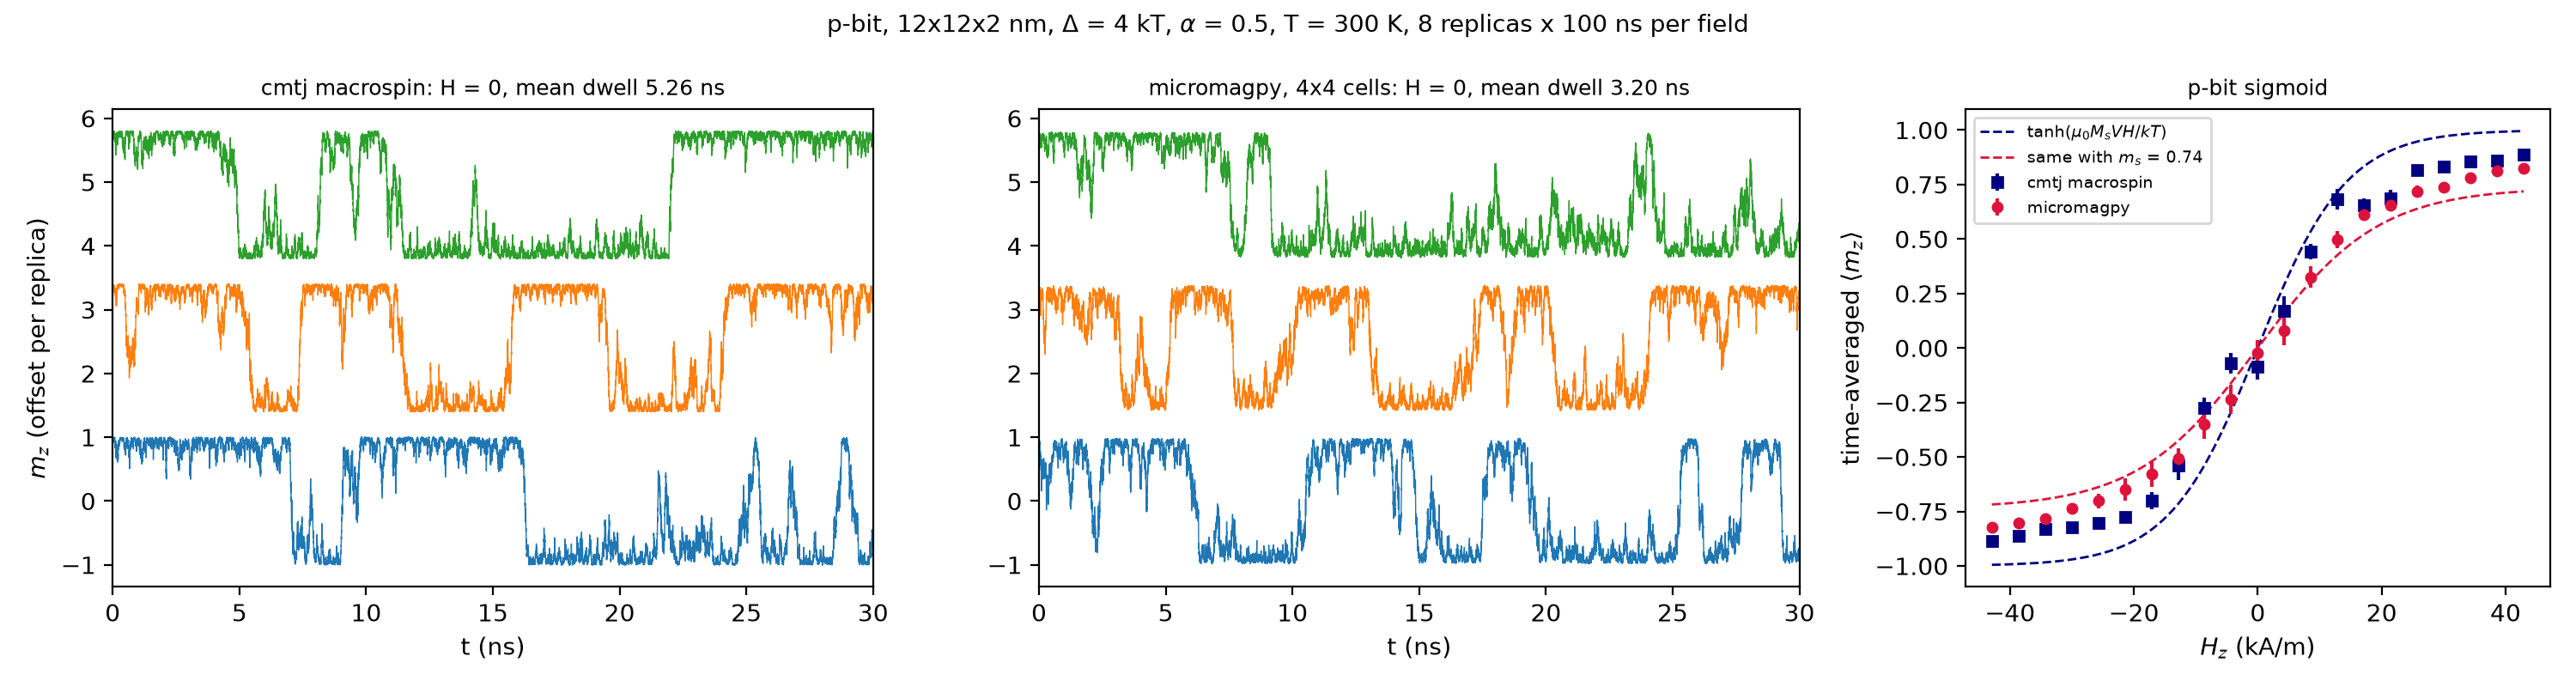 p-bit, 12x12x2 nm, Δ = 4 kT, α = 0.5, T = 300 K, 8 replicas x 100 ns per field
cmtj macrospin: H = 0, mean dwell 5.26 ns
6
5
4
3
2
1
0
−1
0 5 10 15 20 25 30
m_z (offset per replica)
t (ns)
micromagpy, 4x4 cells: H = 0, mean dwell 3.20 ns
6
5
4
3
2
1
0
−1
0 5 10 15 20 25 30
t (ns)
p-bit sigmoid
tanh(μ₀M_sVH/kT)
same with m_s = 0.74
cmtj macrospin
micromagpy
1.00
0.75
0.50
0.25
0.00
−0.25
−0.50
−0.75
−1.00
−40 −20 0 20 40
time-averaged ⟨m_z⟩
H_z (kA/m)